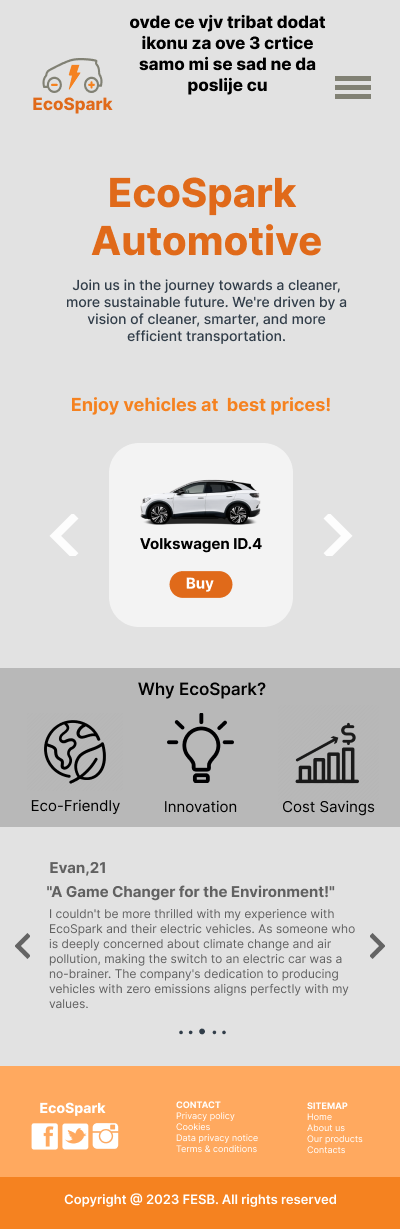 ovde ce vjv tribat dodat
ikonu za ove 3 crtice
samo mi se sad ne da
poslije cu
EcoSpark
EcoSpark
Automotive
Join us in the journey towards a cleaner,
more sustainable future. We're driven by a
vision of cleaner, smarter, and more
efficient transportation.
Enjoy vehicles at best prices!
Volkswagen ID.4
Buy
Why EcoSpark?
Eco-Friendly
Innovation
Cost Savings
Evan,21
"A Game Changer for the Environment!"
I couldn't be more thrilled with my experience with
EcoSpark and their electric vehicles. As someone who
is deeply concerned about climate change and air
pollution, making the switch to an electric car was a
no-brainer. The company's dedication to producing
vehicles with zero emissions aligns perfectly with my
values.
EcoSpark
CONTACT
Privacy policy
Cookies
Data privacy notice
Terms & conditions
SITEMAP
Home
About us
Our products
Contacts
Copyright @ 2023 FESB. All rights reserved